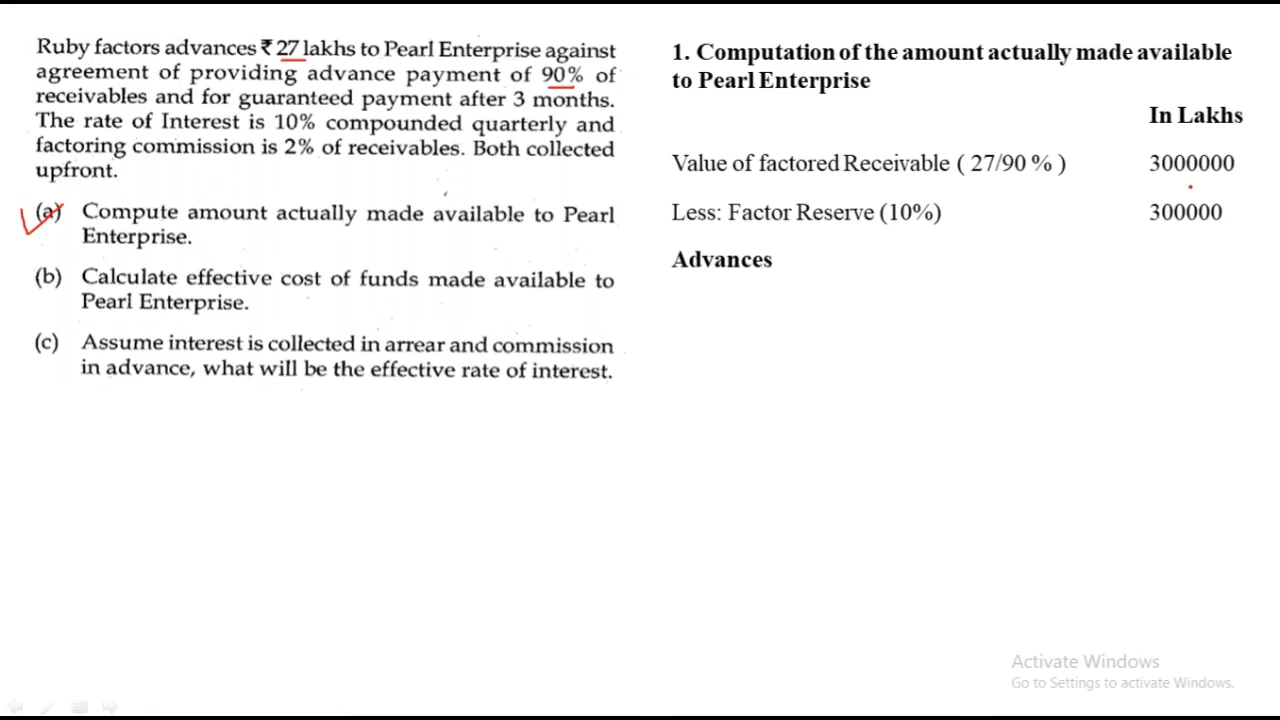 Ruby factors advances ₹ 27 lakhs to Pearl Enterprise against
agreement of providing advance payment of 90% of
receivables and for guaranteed payment after 3 months.
The rate of Interest is 10% compounded quarterly and
factoring commission is 2% of receivables. Both collected
upfront.
(a) Compute amount actually made available to Pearl
Enterprise.
(b) Calculate effective cost of funds made available to
Pearl Enterprise.
(c) Assume interest is collected in arrear and commission
in advance, what will be the effective rate of interest.
1. Computation of the amount actually made available
to Pearl Enterprise
In Lakhs
Value of factored Receivable ( 27/90 % ) 3000000
Less: Factor Reserve (10%) 300000
Advances
Activate Windows
Go to Settings to activate Windows.